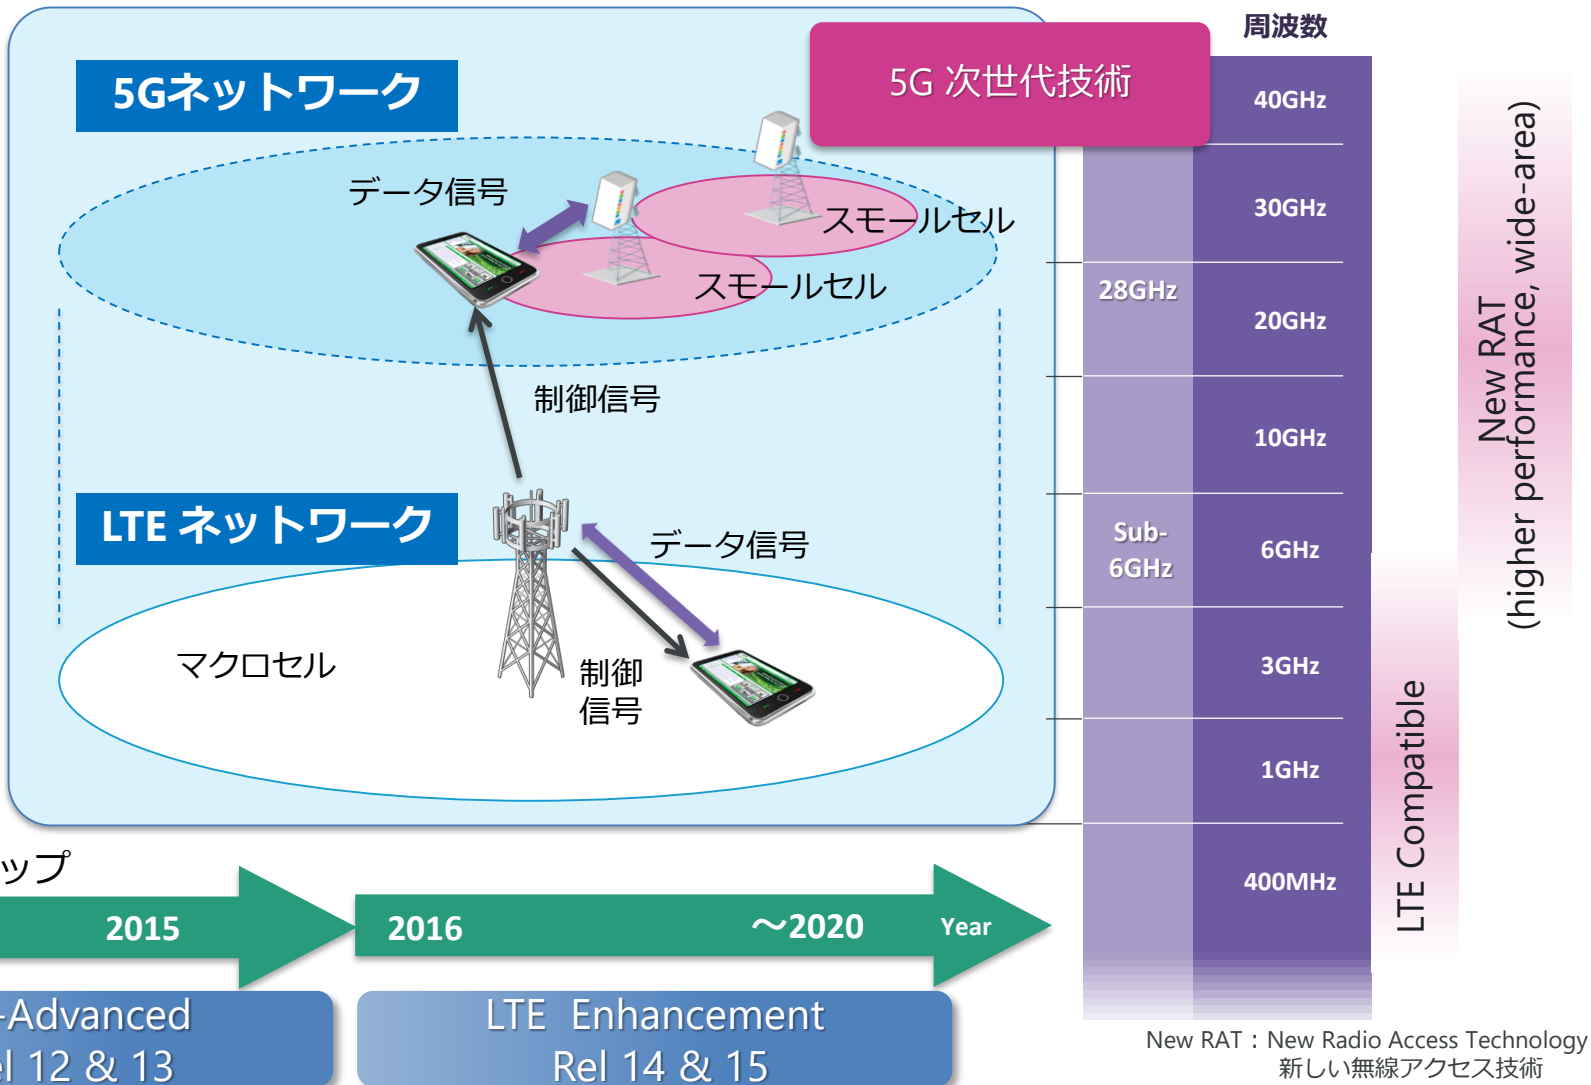 周波数
5Gネットワーク
5G 次世代技術
40GHz
データ信号
スモールセル
30GHz
スモールセル
28GHz
20GHz
制御信号
10GHz
New RAT
(higher performance, wide-area)
LTE ネットワーク
データ信号
Sub-
6GHz
6GHz
マクロセル
制御
信号
3GHz
1GHz
LTE Compatible
400MHz
ップ
2015
2016
～2020
Year
-Advanced
el 12 & 13
LTE Enhancement
Rel 14 & 15
New RAT：New Radio Access Technology
新しい無線アクセス技術